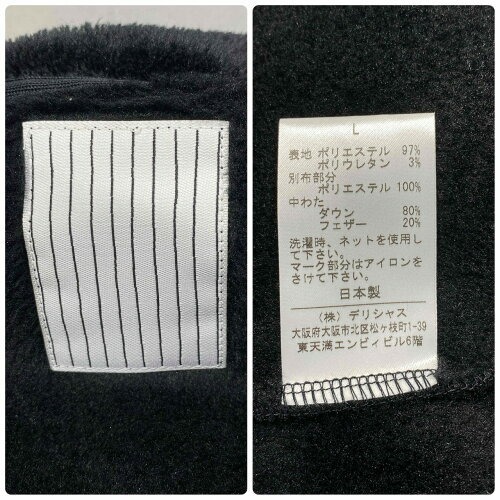 L
表地 ポリエステル 97%
ポリウレタン 3%
別布部分
ポリエステル 100%
中わた
ダウン 80%
フェザー 20%
洗濯時、ネットを使用し
て下さい。
マーク部分はアイロンを
さけて下さい。
日本製
(株) デリシャス
大阪府大阪市北区松ヶ枝町1-39
東天満エンビィビル6階